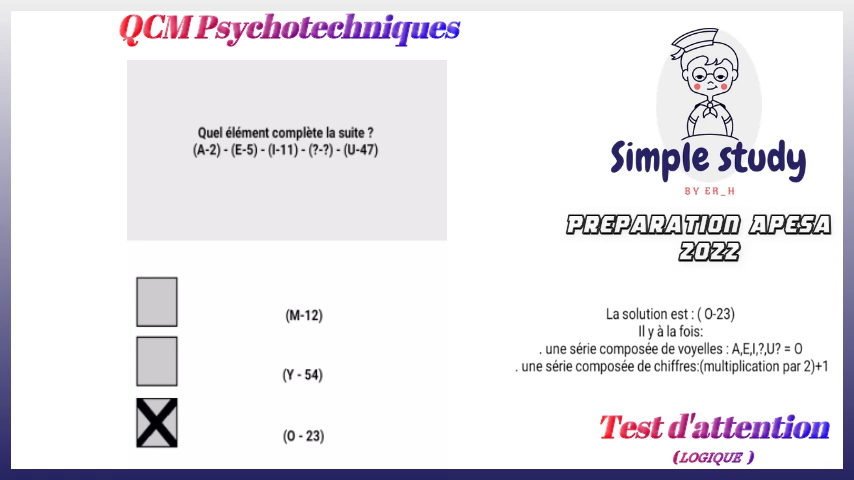 QCM Psychotechniques
Quel élément complète la suite ?
(A-2) - (E-5) - (I-11) - (?-?) - (U-47)
(M-12)
(Y - 54)
(O - 23)
Simple study
BY ER_H
PREPARATION APESA
2022
La solution est : ( O-23)
Il y à la fois:
. une série composée de voyelles : A,E,I,?,U? = O
. une série composée de chiffres:(multiplication par 2)+1
Test d'attention
(LOGIQUE )